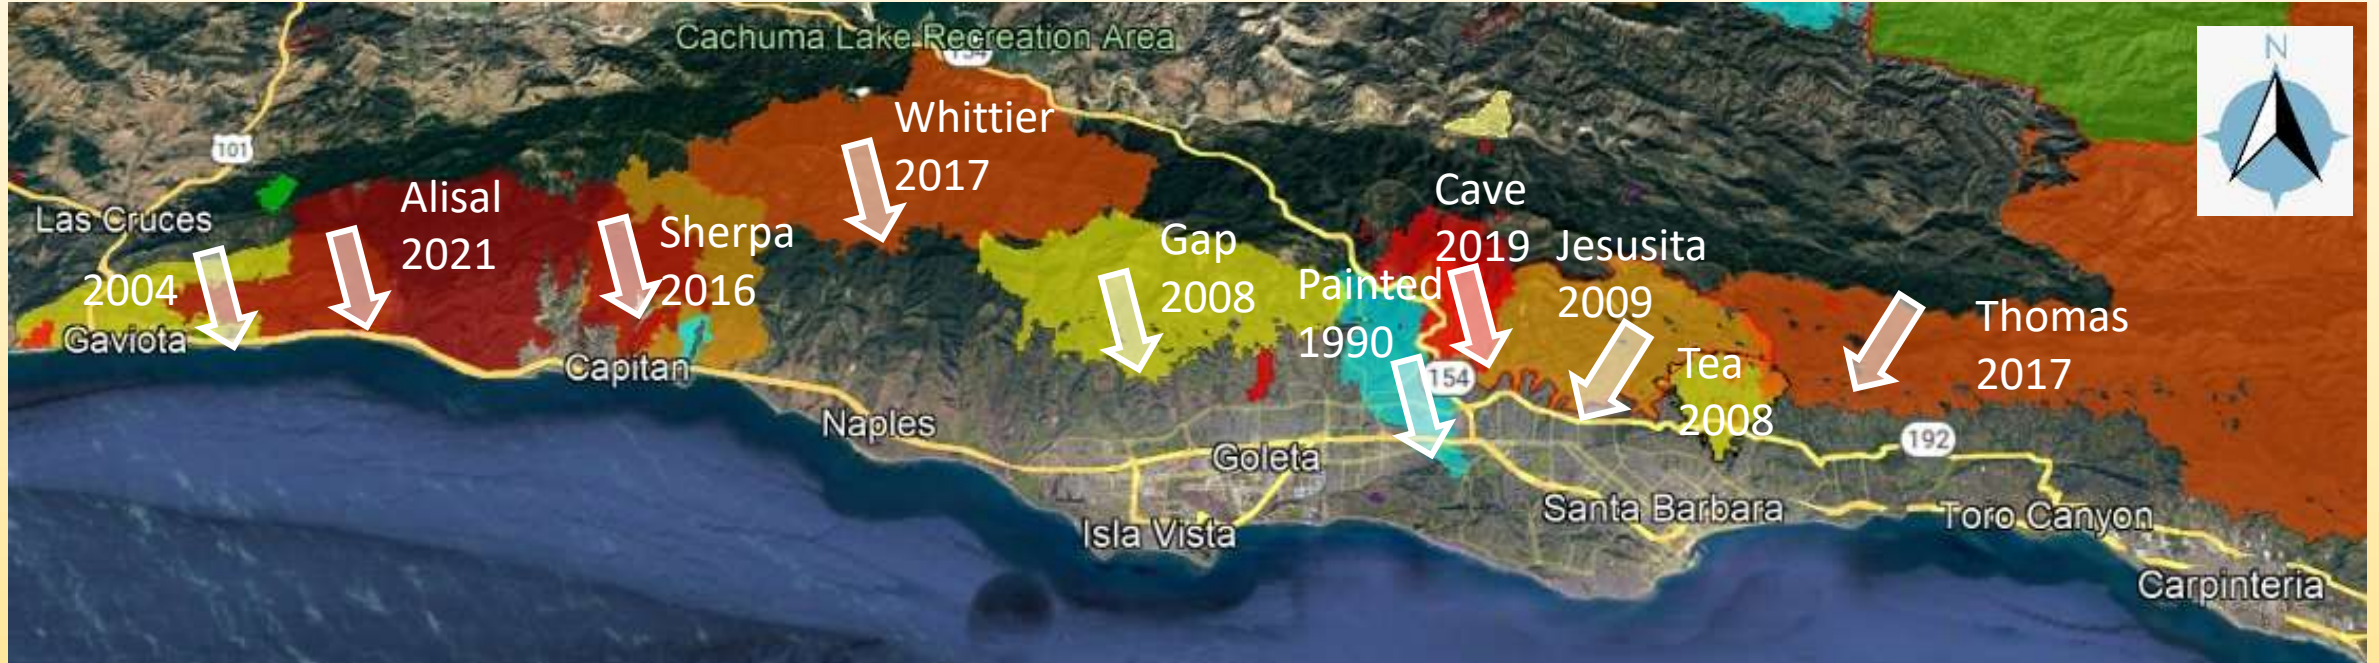 Cachuma Lake Recreation Area
154
N
Whittier
2017
101
Alisal
2021
Las Cruces
Cave
2019
Sherpa
2016
Gap
2008
Jesusita
2009
2004
Painted
1990
Gaviota
Thomas
2017
Capitan
Tea
2008
154
Naples
192
Goleta
Santa Barbara
Isla Vista
Toro Canyon
Carpinteria